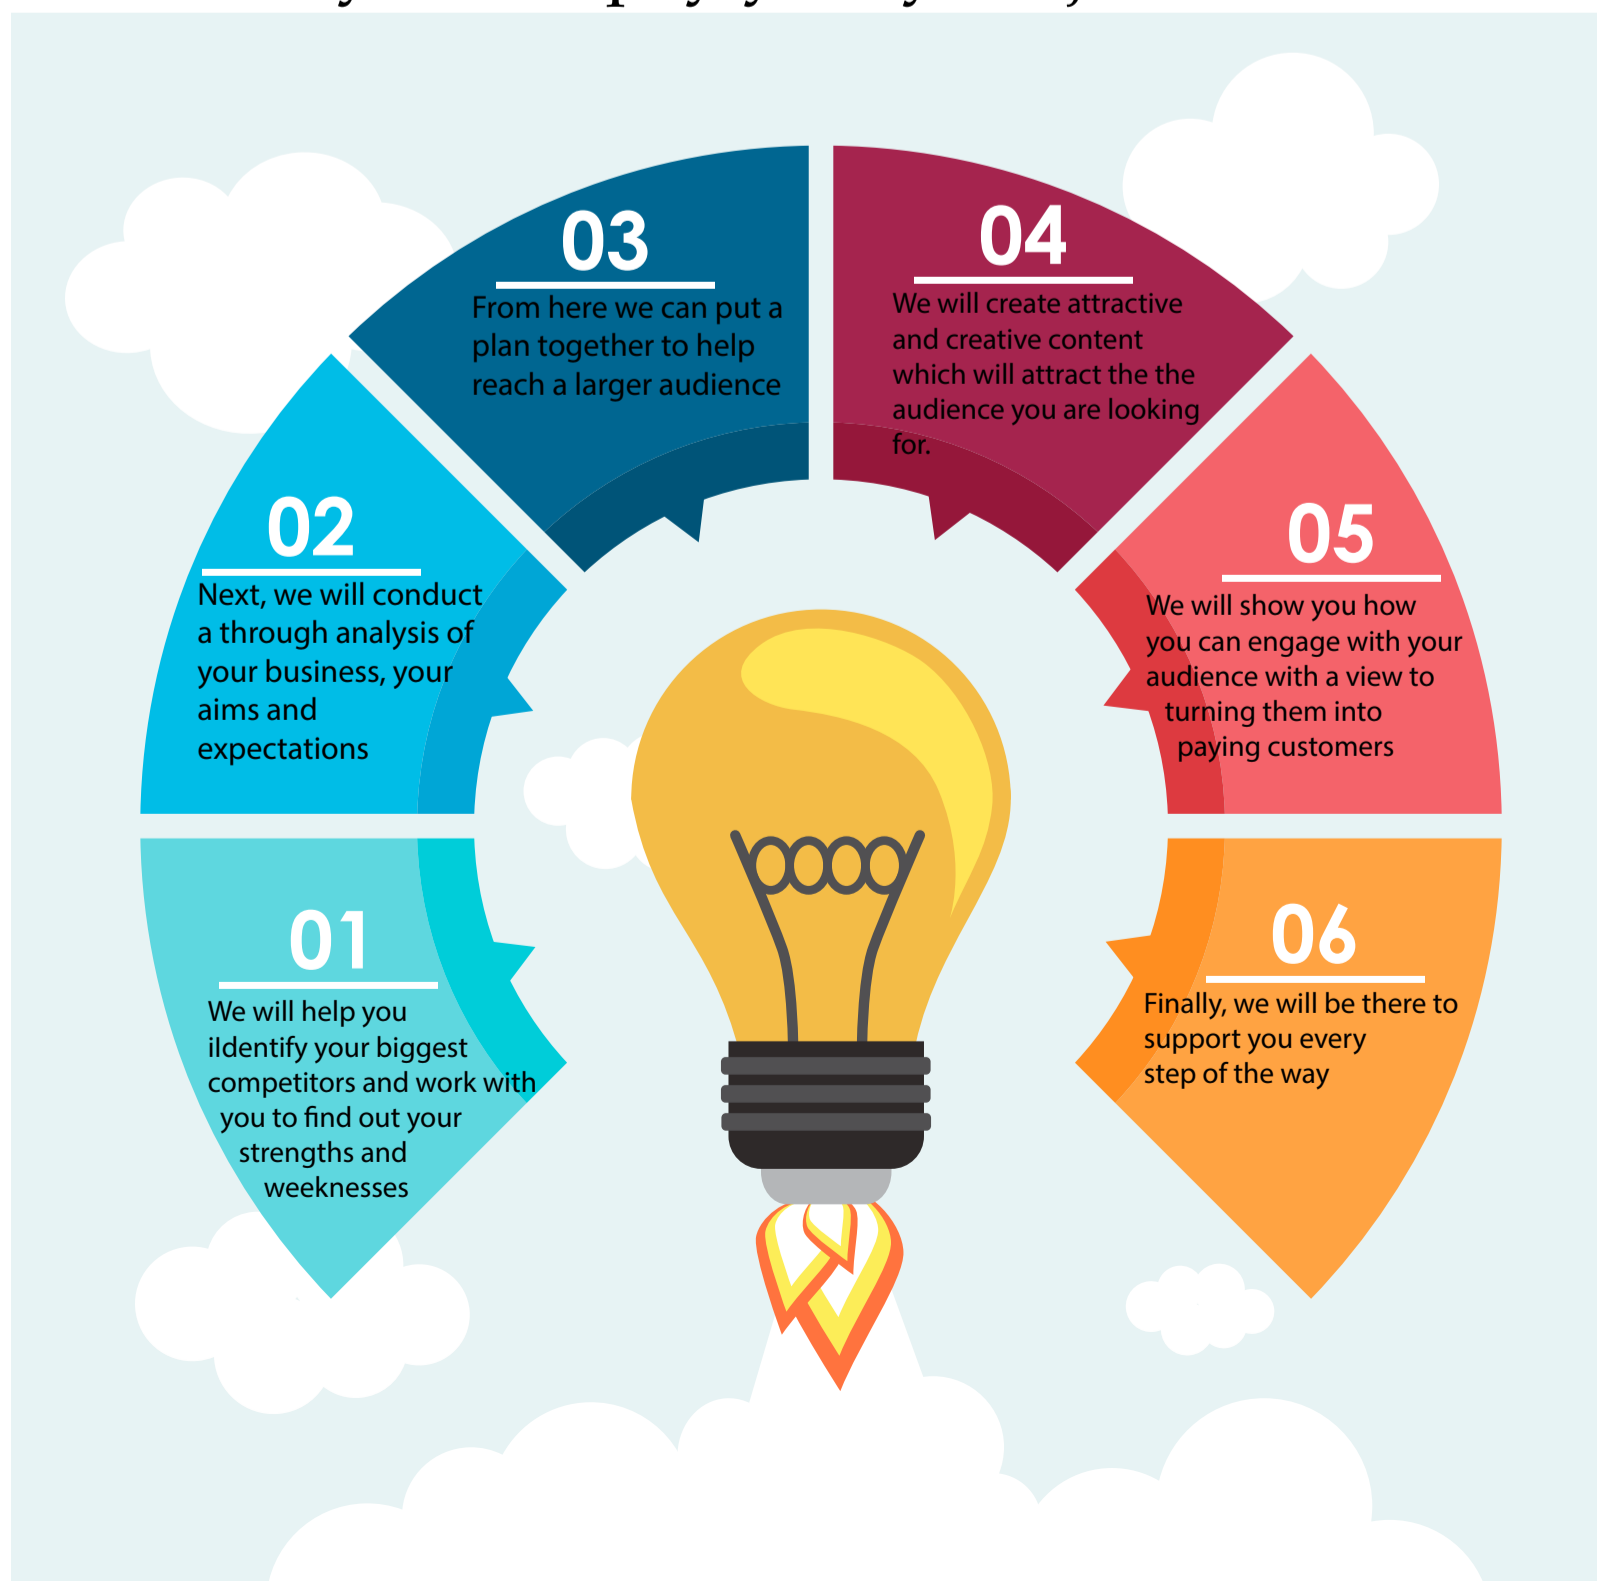 01
We will help you
iIdentify your biggest
competitors and work with
you to find out your
strengths and
weeknesses
02
Next, we will conduct
a through analysis of
your business, your
aims and
expectations
03
From here we can put a
plan together to help
reach a larger audience
04
We will create attractive
and creative content
which will attract the the
audience you are looking
for.
05
We will show you how
you can engage with your
audience with a view to
turning them into
paying customers
06
Finally, we will be there to
support you every
step of the way